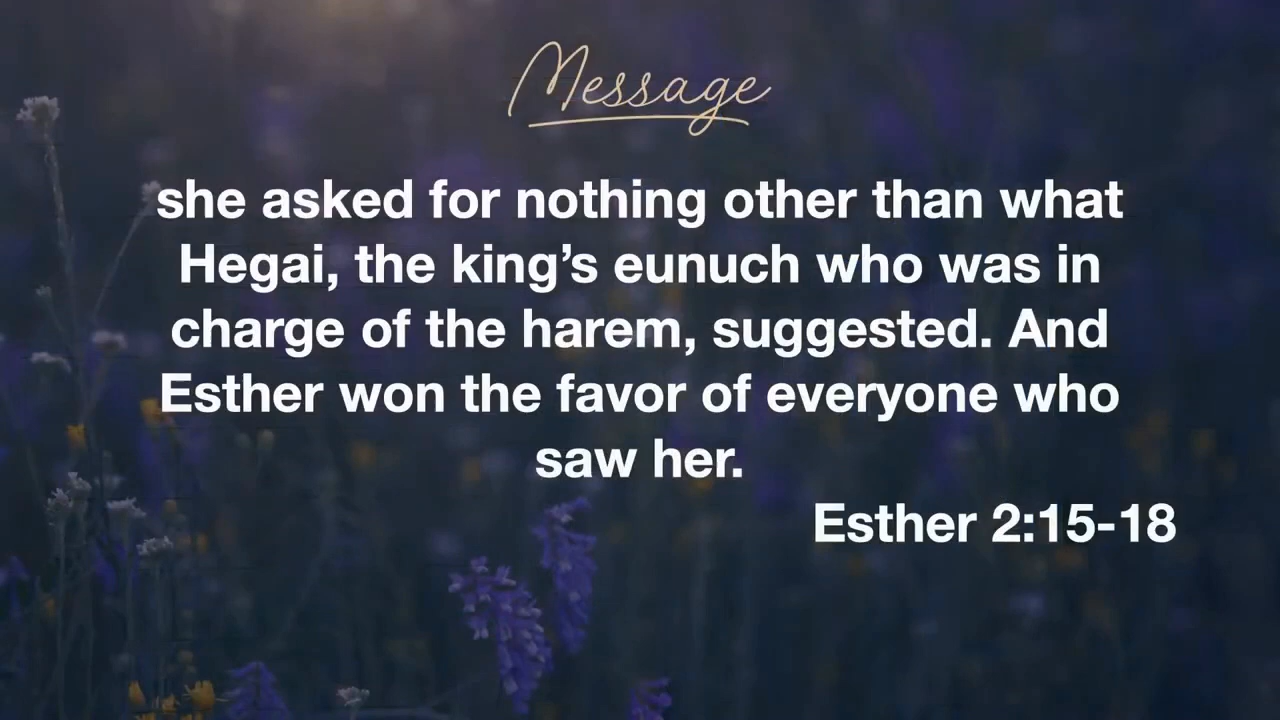 Message
she asked for nothing other than what
Hegai, the king’s eunuch who was in
charge of the harem, suggested. And
Esther won the favor of everyone who
saw her.
Esther 2:15-18